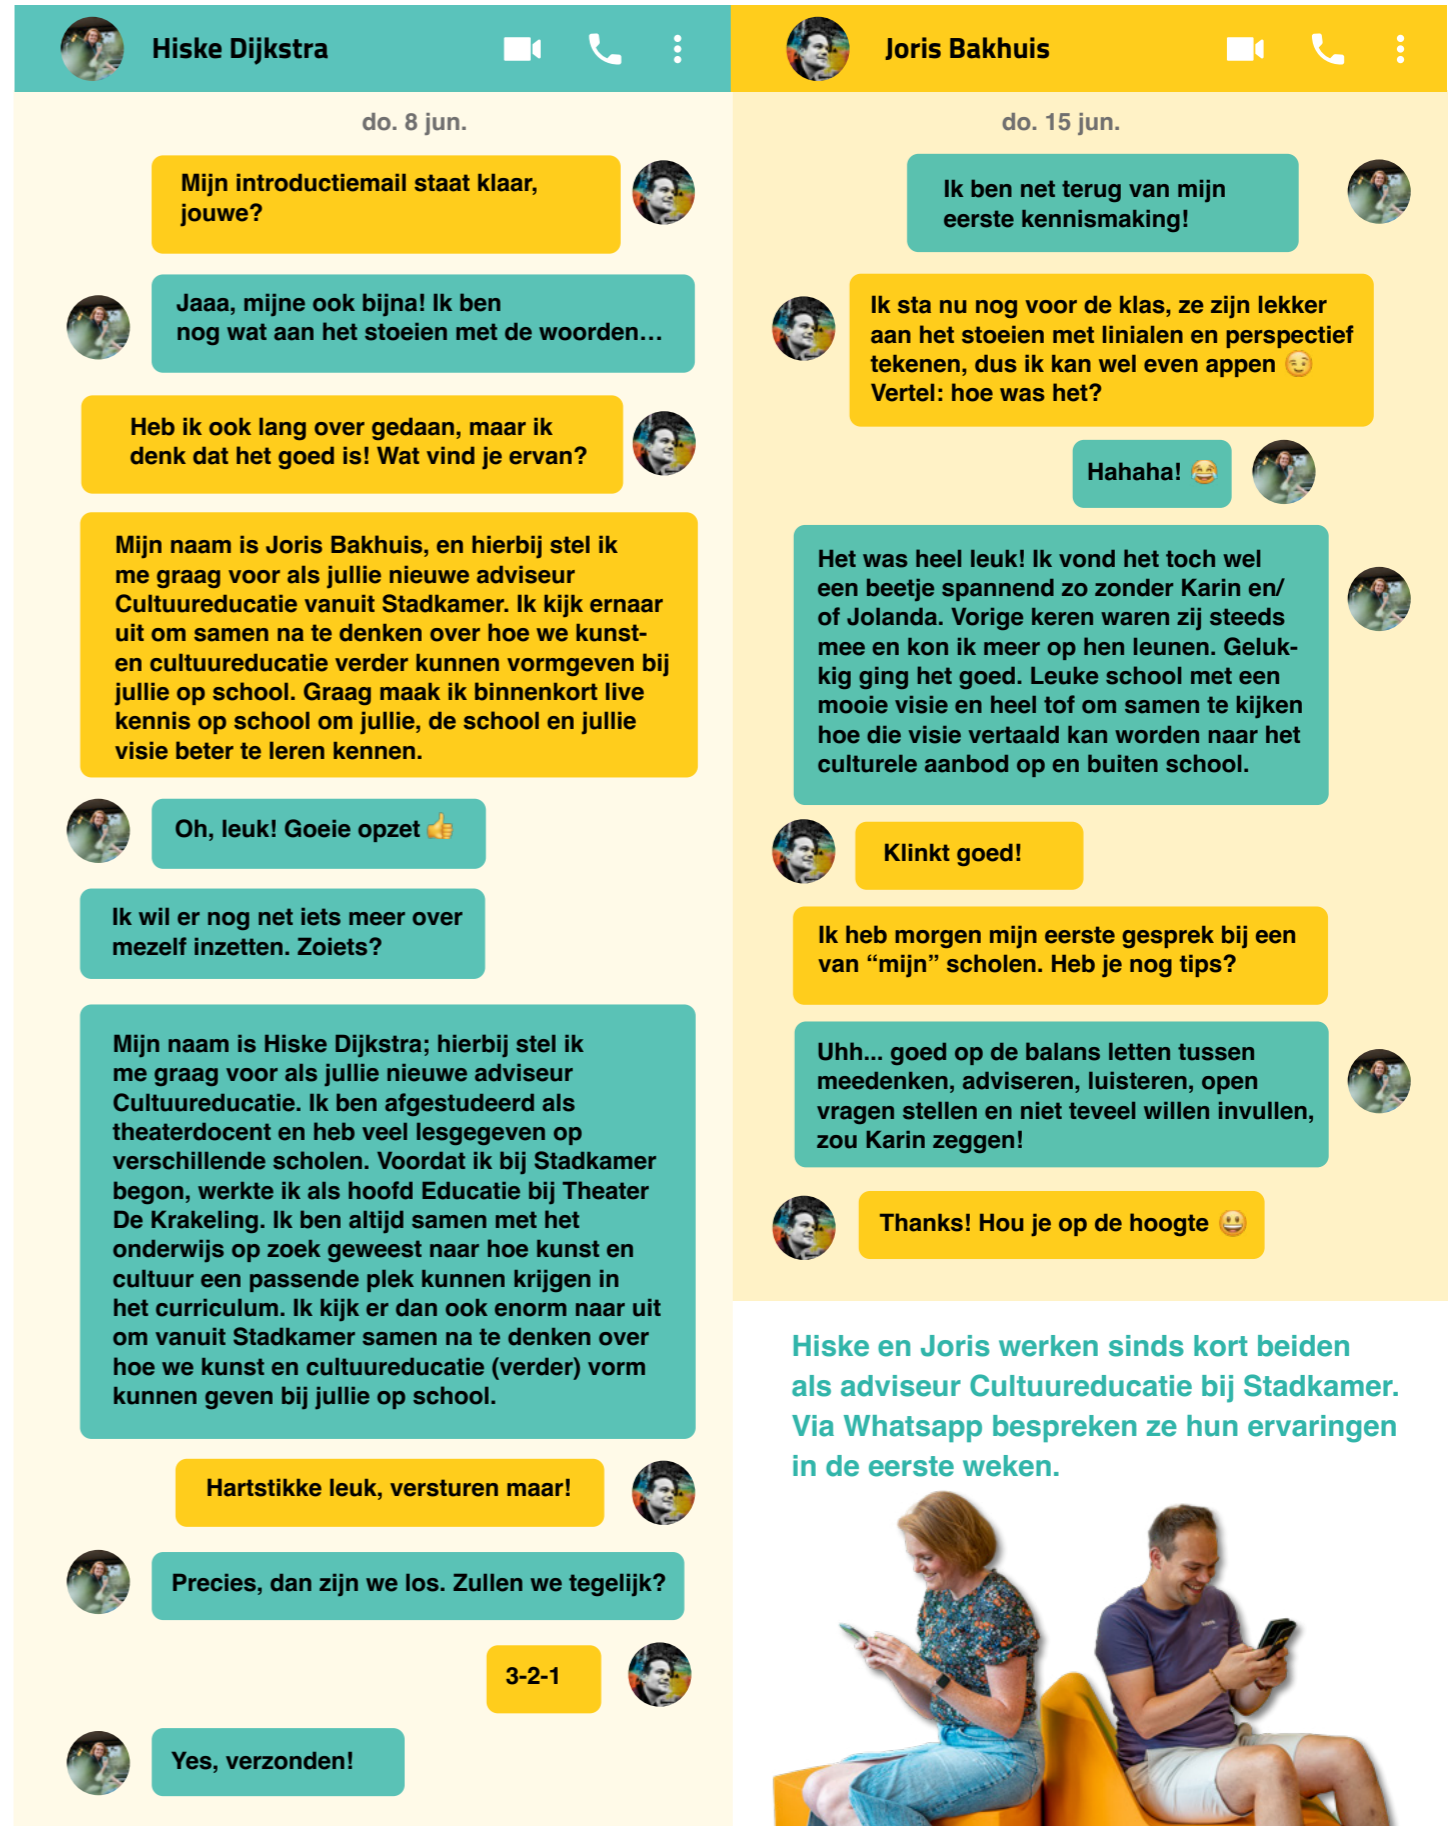 Hiske Dijkstra
do. 8 jun.
Mijn introductiemail staat klaar,
jouwe?
Jaaa, mijne ook bijna! Ik ben
nog wat aan het stoeien met de woorden...
Heb ik ook lang over gedaan, maar ik
denk dat het goed is! Wat vind je ervan?
Mijn naam is Joris Bakhuis, en hierbij stel ik
me graag voor als jullie nieuwe adviseur
Cultuureducatie vanuit Stadkamer. Ik kijk ernaar
uit om samen na te denken over hoe we kunst-
en cultuureducatie verder kunnen vormgeven bij
jullie op school. Graag maak ik binnenkort live
kennis op school om jullie, de school en jullie
visie beter te leren kennen.
Oh, leuk! Goeie opzet 👍
Ik wil er nog net iets meer over
mezelf inzetten. Zoiets?
Mijn naam is Hiske Dijkstra; hierbij stel ik
me graag voor als jullie nieuwe adviseur
Cultuureducatie. Ik ben afgestudeerd als
theaterdocent en heb veel lesgegeven op
verschillende scholen. Voordat ik bij Stadkamer
begon, werkte ik als hoofd Educatie bij Theater
De Krakeling. Ik ben altijd samen met het
onderwijs op zoek geweest naar hoe kunst en
cultuur een passende plek kunnen krijgen in
het curriculum. Ik kijk er dan ook enorm naar uit
om vanuit Stadkamer samen na te denken over
hoe we kunst en cultuureducatie (verder) vorm
kunnen geven bij jullie op school.
Hartstikke leuk, versturen maar!
Precies, dan zijn we los. Zullen we tegelijk?
3-2-1
Yes, verzonden!
Joris Bakhuis
do. 15 jun.
Ik ben net terug van mijn
eerste kennismaking!
Ik sta nu nog voor de klas, ze zijn lekker
aan het stoeien met linialen en perspectief
tekenen, dus ik kan wel even appen 😉
Vertel: hoe was het?
Hahaha! 😂
Het was heel leuk! Ik vond het toch wel
een beetje spannend zo zonder Karin en/
of Jolanda. Vorige keren waren zij steeds
mee en kon ik meer op hen leunen. Geluk-
kig ging het goed. Leuke school met een
mooie visie en heel tof om samen te kijken
hoe die visie vertaald kan worden naar het
culturele aanbod op en buiten school.
Klinkt goed!
Ik heb morgen mijn eerste gesprek bij een
van “mijn” scholen. Heb je nog tips?
Uhh... goed op de balans letten tussen
meedenken, adviseren, luisteren, open
vragen stellen en niet teveel willen invullen,
zou Karin zeggen!
Thanks! Hou je op de hoogte 😃
Hiske en Joris werken sinds kort beiden
als adviseur Cultuureducatie bij Stadkamer.
Via Whatsapp bespreken ze hun ervaringen
in de eerste weken.